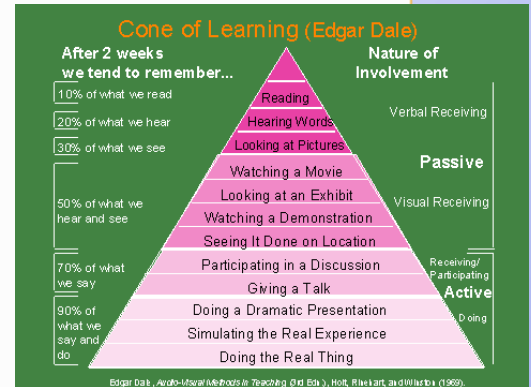 Cone of Learning (Edgar Dale)
After 2 weeks
we tend to remember...
Nature of
Involvement
10% of what we read
Reading
Verbal Receiving
20% of what we hear
Hearing Words
30% of what we see
Looking at Pictures
Passive
50% of what we
hear and see
Watching a Movie
Looking at an Exhibit
Watching a Demonstration
Seeing It Done on Location
Visual Receiving
70% of what
we say
Participating in a Discussion
Giving a Talk
Receiving/
Participating
Active
90% of
what we
say and
do
Doing a Dramatic Presentation
Simulating the Real Experience
Doing the Real Thing
Doing
Edgar Dale, Audio-Visual Methods in Teaching (3rd Edn.), Holt, Rinehart, and Winston (1969).